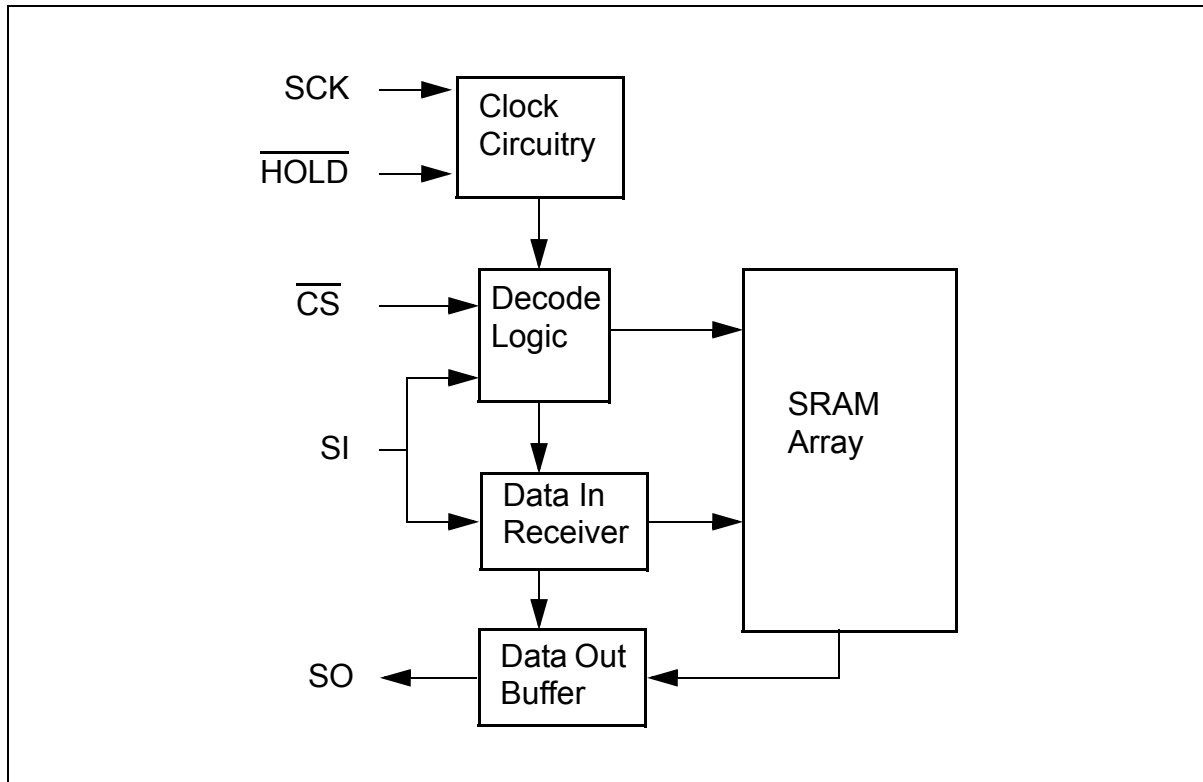 SCK
Clock
Circuitry
HOLD
CS
Decode
Logic
SI
SRAM
Array
Data In
Receiver
SO
Data Out
Buffer